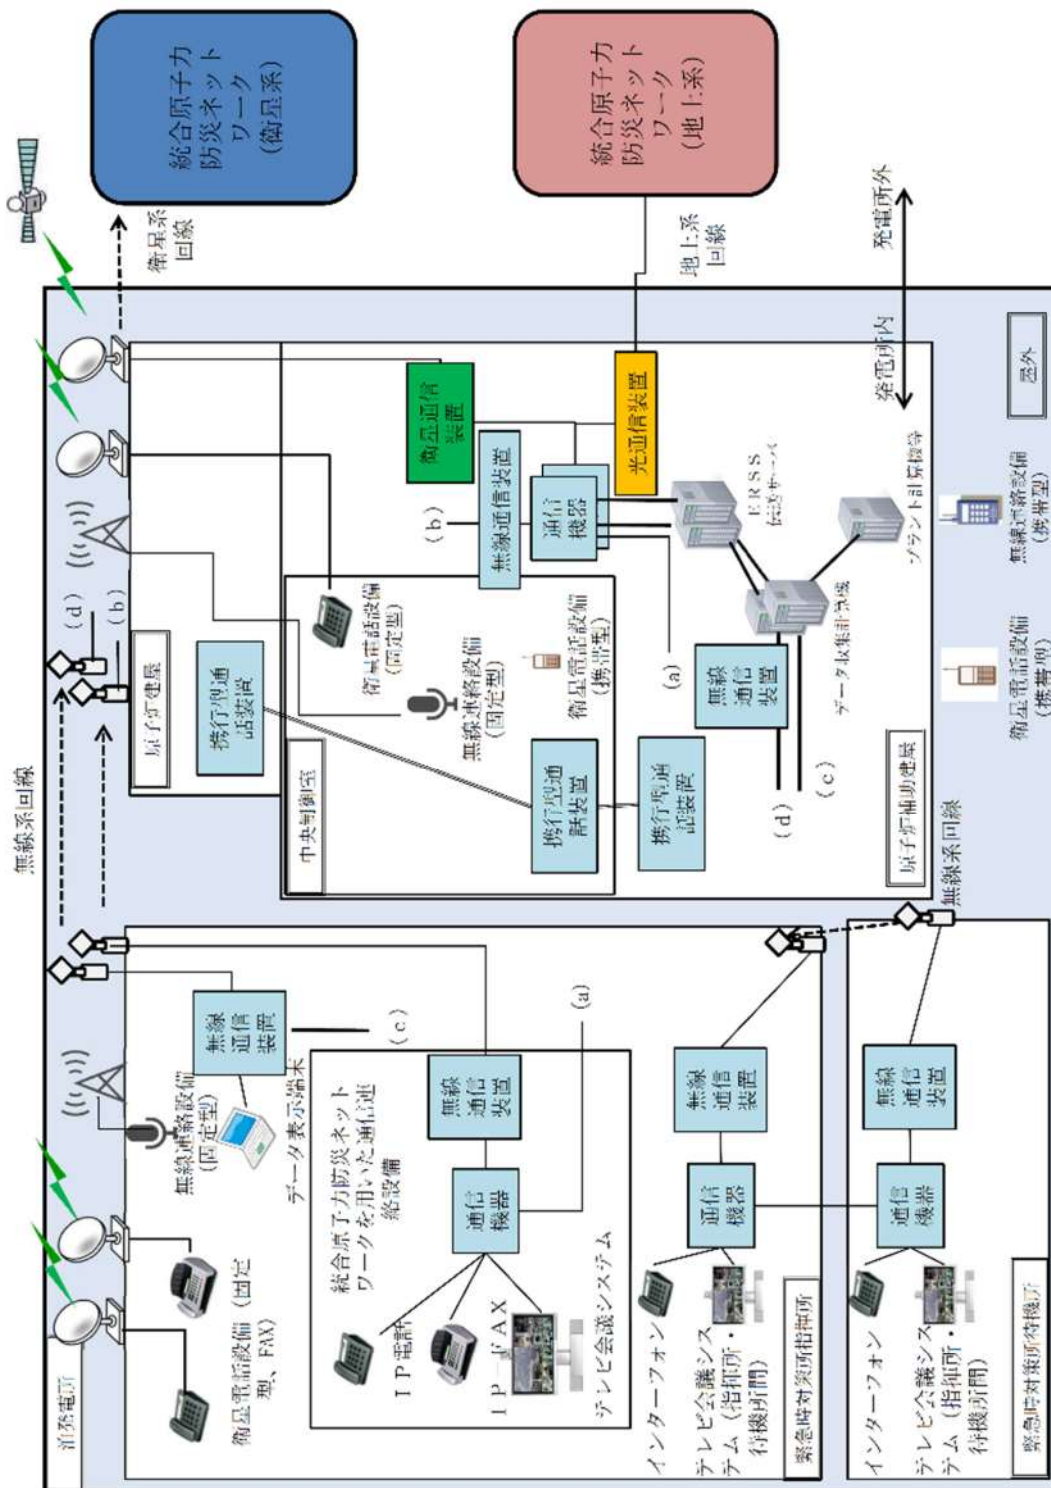 泊発電所
衛星電話設備（固定
型、FAX）
無線連絡設備
（固定型）
データ表示端末
無線
通信
装置
（c）
統合原子力防災ネット
ワークを用いた通信連
絡設備
ＩＰ電話
ＩＰ－ＦＡＸ
テレビ会議システム
通信
機器
無線
通信
装置
（a）
インターフォン
テレビ会議シス
テム（指揮所・
待機所間）
通信
機器
無線
通信
装置
緊急時対策所指揮所
インターフォン
テレビ会議シス
テム（指揮所・
待機所間）
通信
機器
無線
通信
装置
緊急時対策所待機所
無線系回線
無線系回線
（d）
（b）
原子炉建屋
携行型通
話装置
中央制御室
衛星電話設備
（固定型）
無線連絡設備
（固定型）
衛星電話設備
（携帯型）
携行型通
話装置
携行型通
話装置
（b）
無線通信装置
通信
機器
衛星通信
装置
光通信装置
（a）
無線
通信
装置
（d）
（c）
ＥＲＳＳ
伝送サーバ
データ収集計算機
プラント計算機等
原子炉補助建屋
衛星電話設備
（携帯型）
無線連絡設備
（携帯型）
屋外
発電所内
発電所外
衛星系
回線
地上系
回線
統合原子力
防災ネット
ワーク
（衛星系）
統合原子力
防災ネット
ワーク
（地上系）